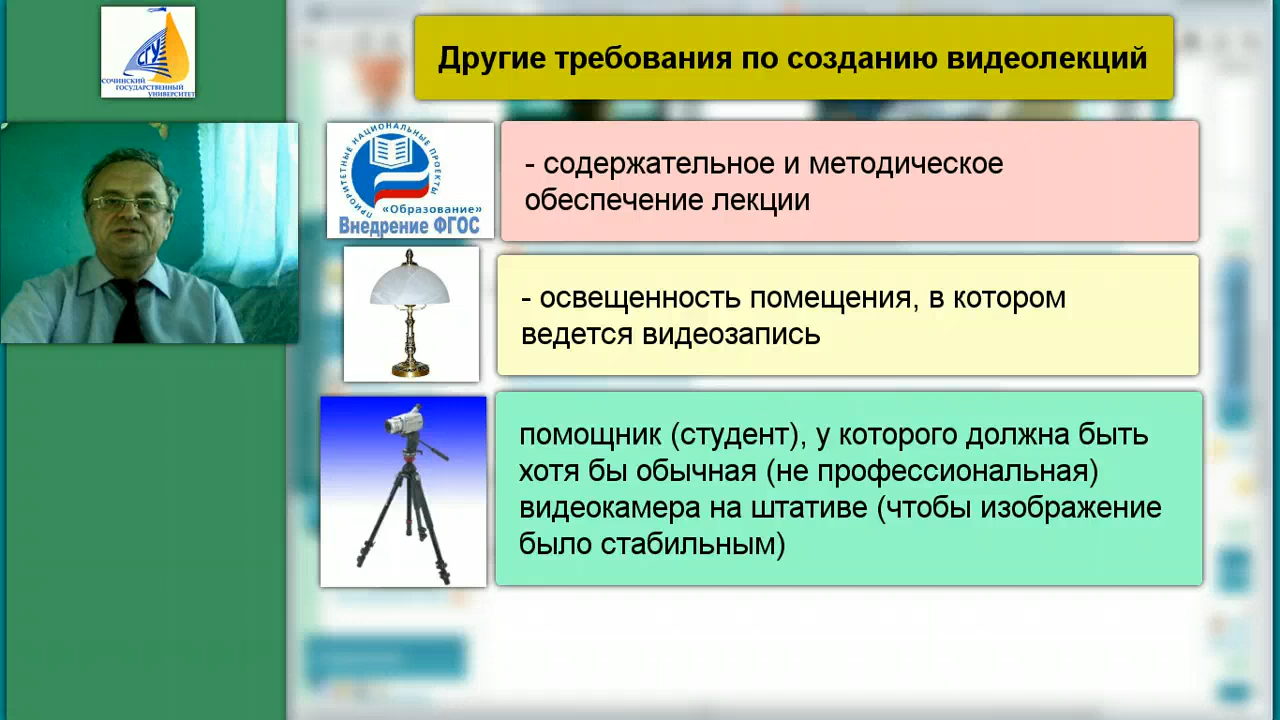 СГУ
СОЧИНСКИЙ
ГОСУДАРСТВЕННЫЙ
УНИВЕРСИТЕТ
Другие требования по созданию видеолекций
ПРИОРИТЕТНЫЕ НАЦИОНАЛЬНЫЕ ПРОЕКТЫ
«Образование»
Внедрение ФГОС
- содержательное и методическое
обеспечение лекции
- освещенность помещения, в котором
ведется видеозапись
помощник (студент), у которого должна быть
хотя бы обычная (не профессиональная)
видеокамера на штативе (чтобы изображение
было стабильным)